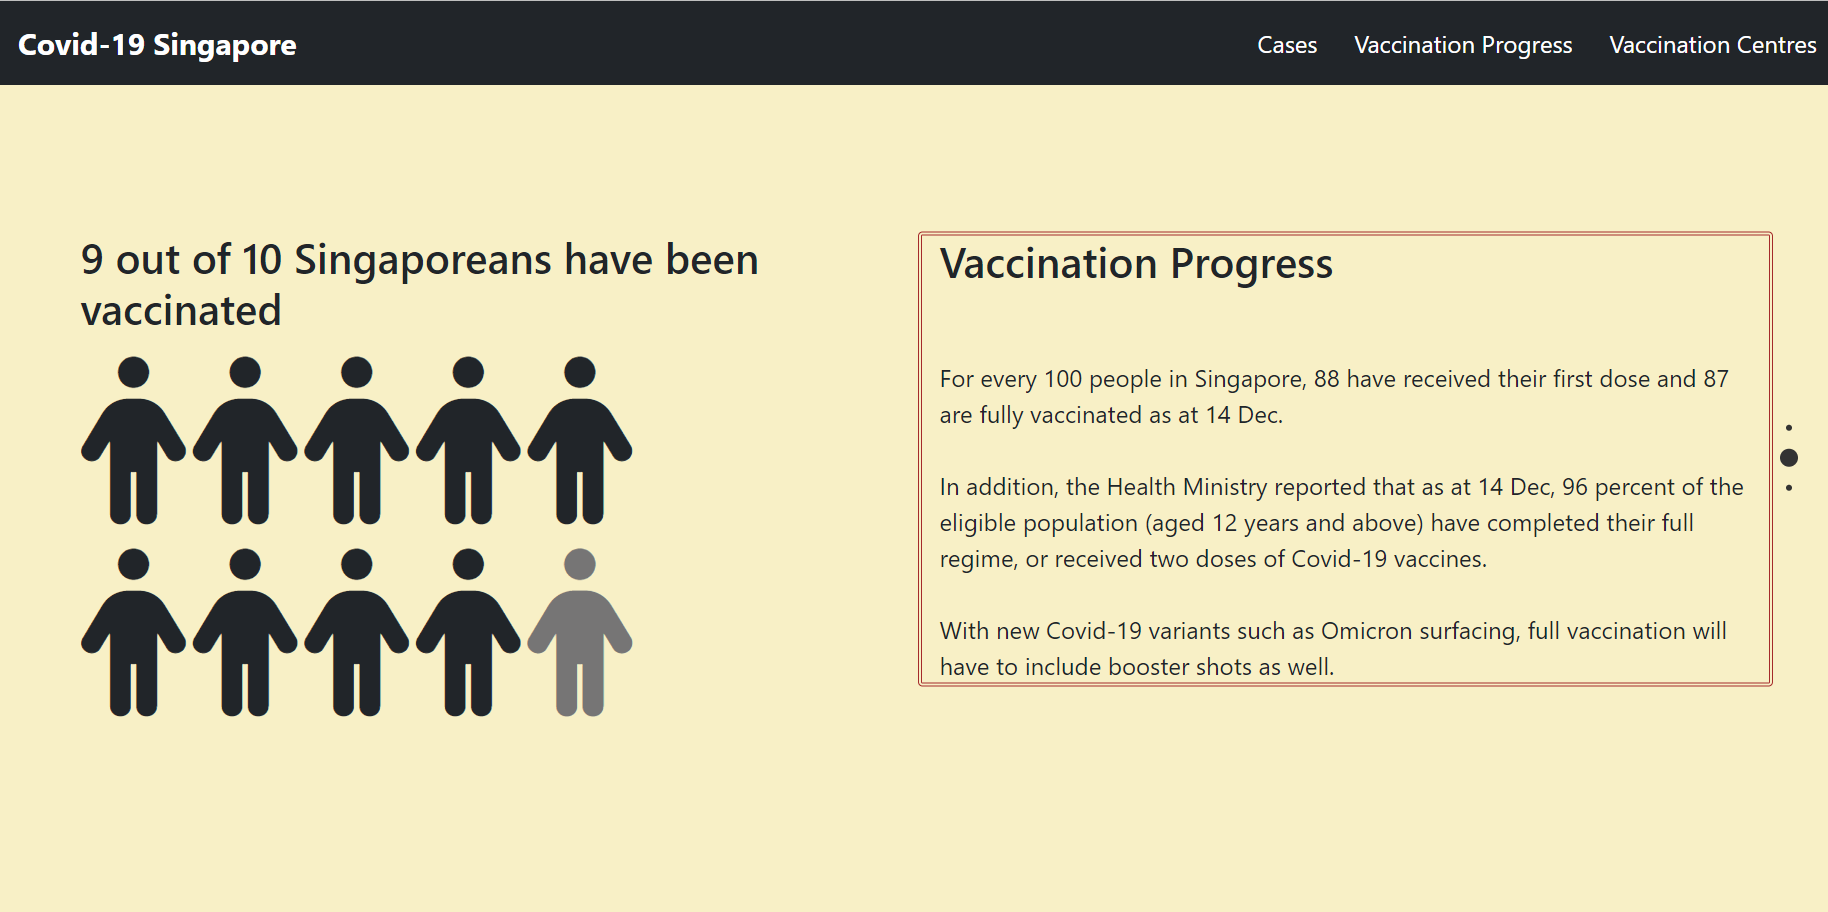 Covid-19 Singapore
Cases
Vaccination Progress
Vaccination Centres
9 out of 10 Singaporeans have been
vaccinated
Vaccination Progress
For every 100 people in Singapore, 88 have received their first dose and 87
are fully vaccinated as at 14 Dec.
In addition, the Health Ministry reported that as at 14 Dec, 96 percent of the
eligible population (aged 12 years and above) have completed their full
regime, or received two doses of Covid-19 vaccines.
With new Covid-19 variants such as Omicron surfacing, full vaccination will
have to include booster shots as well.